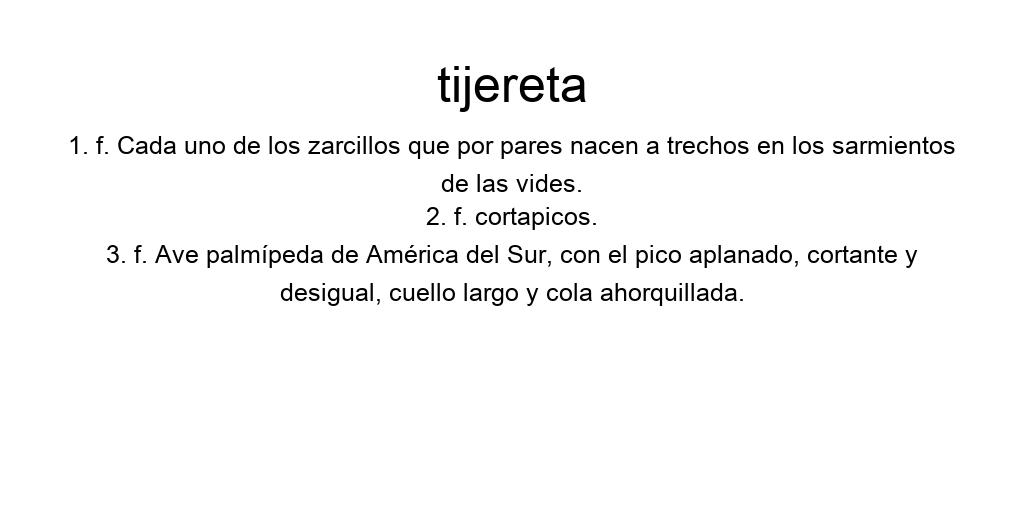 tijereta
1. f. Cada uno de los zarcillos que por pares nacen a trechos en los sarmientos
de las vides.
2. f. cortapicos.
3. f. Ave palmípeda de América del Sur, con el pico aplanado, cortante y
desigual, cuello largo y cola ahorquillada.